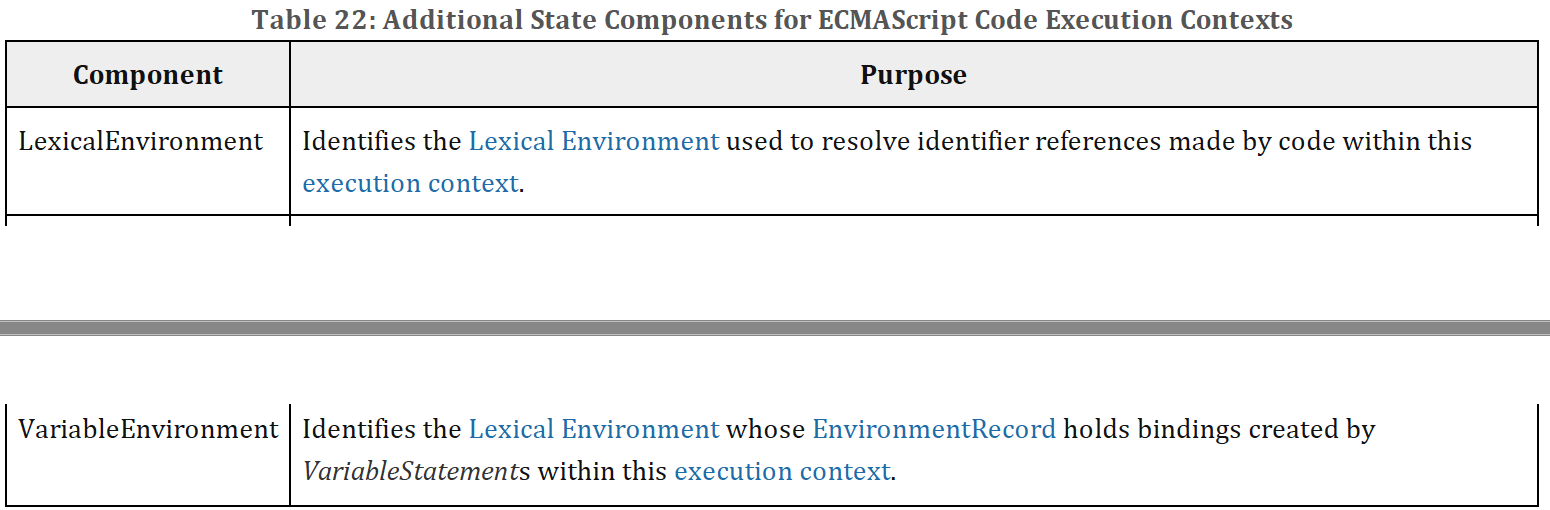 Table 22: Additional State Components for ECMAScript Code Execution Contexts
Component Purpose
LexicalEnvironment Identifies the Lexical Environment used to resolve identifier references made by code within this
execution context.
VariableEnvironment Identifies the Lexical Environment whose EnvironmentRecord holds bindings created by
VariableStatements within this execution context.